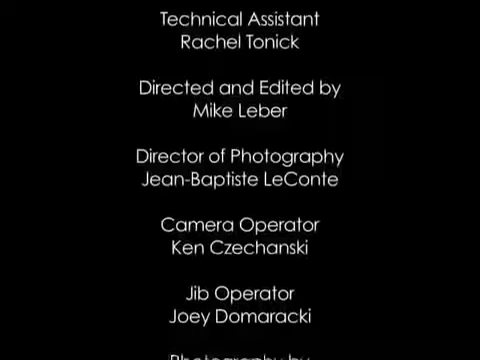 Technical Assistant
Rachel Tonick
Directed and Edited by
Mike Leber
Director of Photography
Jean-Baptiste LeConte
Camera Operator
Ken Czechanski
Jib Operator
Joey Domaracki
Photography by